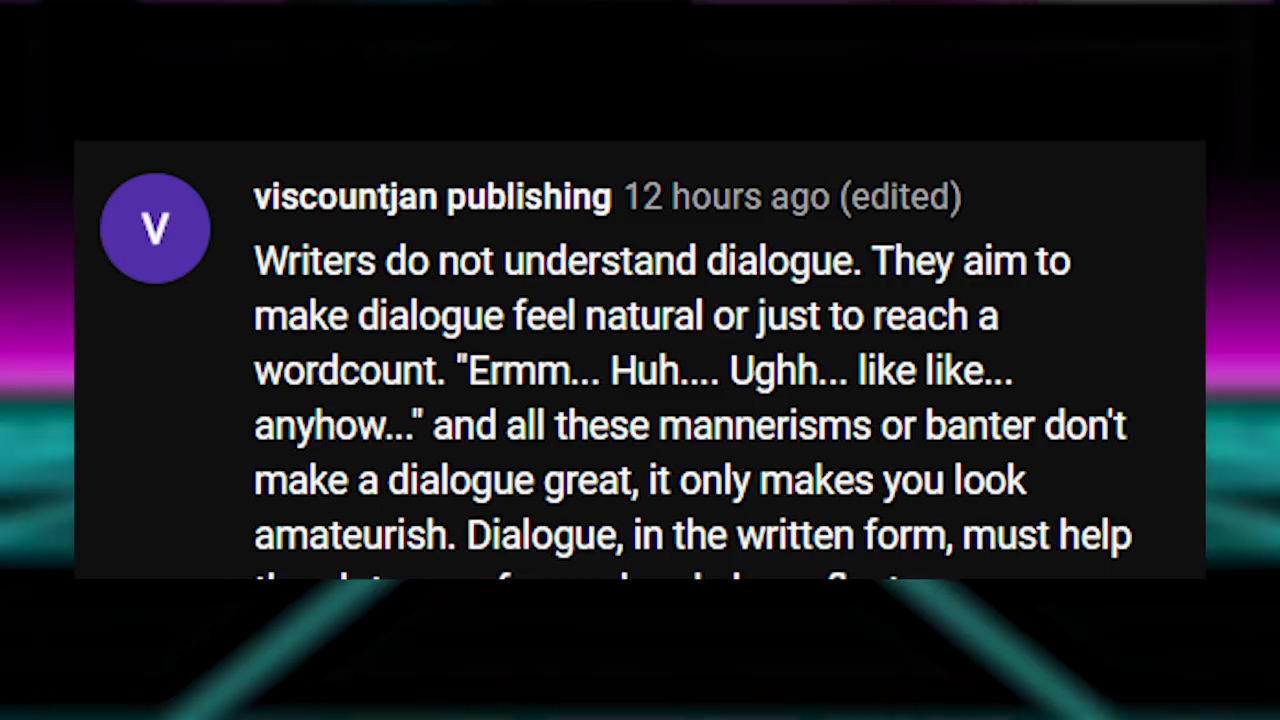 V
viscountjan publishing 12 hours ago (edited)
Writers do not understand dialogue. They aim to
make dialogue feel natural or just to reach a
wordcount. "Ermm... Huh.... Ughh... like like...
anyhow..." and all these mannerisms or banter don't
make a dialogue great, it only makes you look
amateurish. Dialogue, in the written form, must help